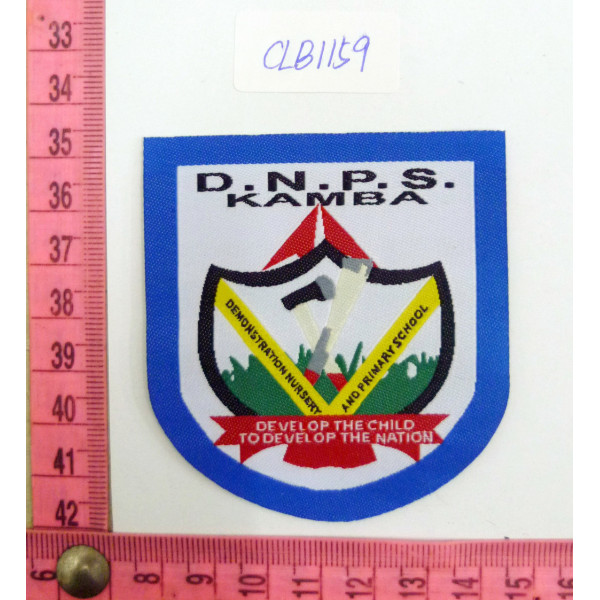 CLB1159
D.N.P.S.
KAMBA
DEMONSTRATION NURSERY
AND PRIMARY SCHOOL
DEVELOP THE CHILD
TO DEVELOP THE NATION
33
34
35
36
37
38
39
40
41
42
6
8
9
10
11
12
13
14
15
16